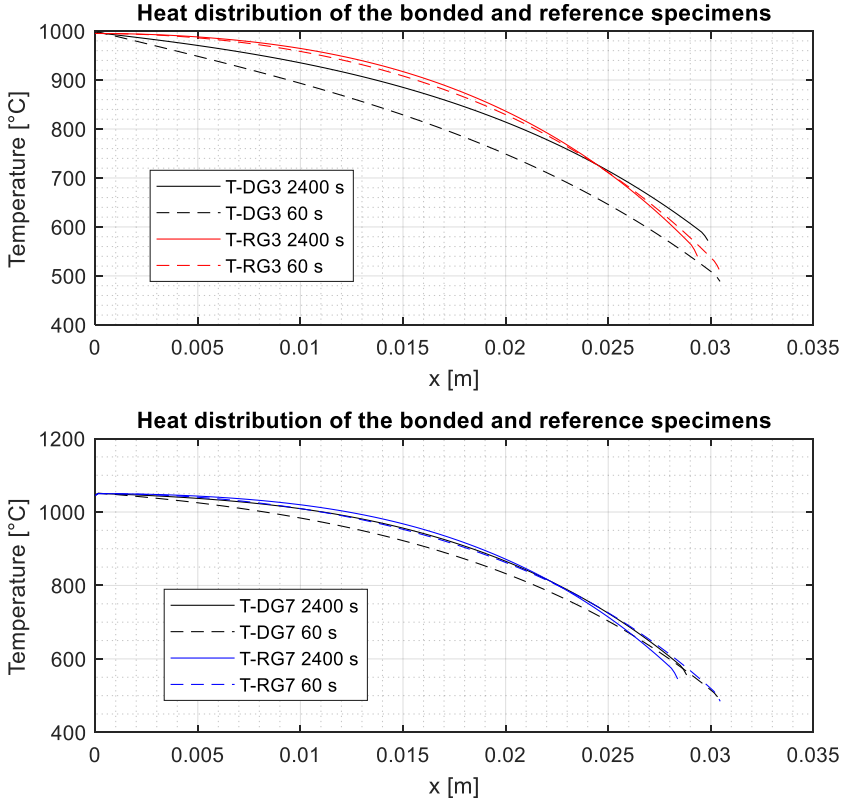 Heat distribution of the bonded and reference specimens
1000
900
800
700
600
500
400
Temperature [°C]
T-DG3 2400 s
T-DG3 60 s
T-RG3 2400 s
T-RG3 60 s
0 0.005 0.01 0.015 0.02 0.025 0.03 0.035
x [m]
Heat distribution of the bonded and reference specimens
1200
1000
800
600
400
Temperature [°C]
T-DG7 2400 s
T-DG7 60 s
T-RG7 2400 s
T-RG7 60 s
0 0.005 0.01 0.015 0.02 0.025 0.03 0.035
x [m]